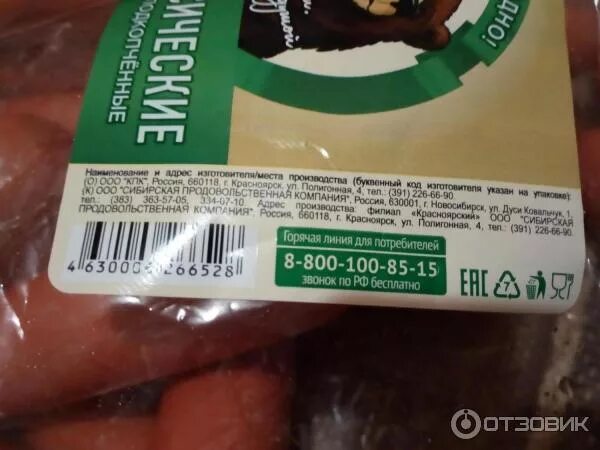 ДНО!
ИЧЕСКИЕ
ПОДКОПЧЁННЫЕ
Наименование и адрес изготовителя/места производства (буквенный код изготовителя указан на упаковке):
(О) ООО "КПК", Россия, 660118, г. Красноярск, ул. Полигонная, 4, тел.: (391) 226-66-90.
(К) ООО "СИБИРСКАЯ ПРОДОВОЛЬСТВЕННАЯ КОМПАНИЯ", Россия, 630001, г. Новосибирск, ул. Дуси Ковальчук, 1,
тел.: (383) 363-57-05, 334-07-10. Адрес производства: филиал «Красноярский» ООО "СИБИРСКАЯ
ПРОДОВОЛЬСТВЕННАЯ КОМПАНИЯ", Россия, 660118, г. Красноярск, ул. Полигонная, 4, тел.: (391) 226-66-90.
Горячая линия для потребителей
8-800-100-85-15
звонок по РФ бесплатно
EAC
7
ОТЗОВИК